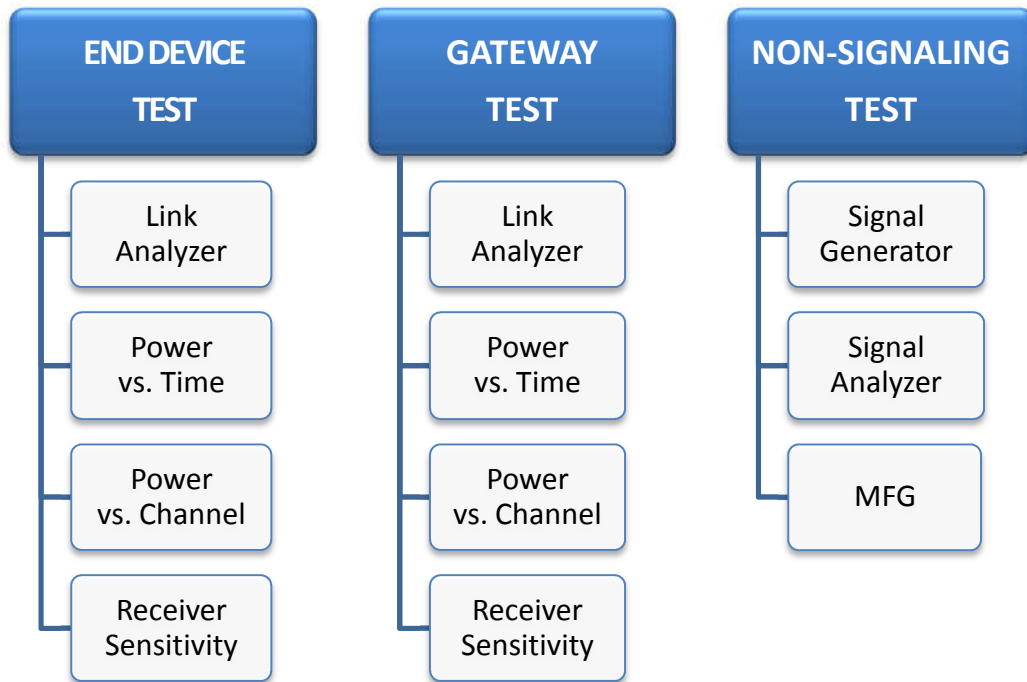 END DEVICE
TEST
Link
Analyzer
Power
vs. Time
Power
vs. Channel
Receiver
Sensitivity
GATEWAY
TEST
Link
Analyzer
Power
vs. Time
Power
vs. Channel
Receiver
Sensitivity
NON-SIGNALING
TEST
Signal
Generator
Signal
Analyzer
MFG